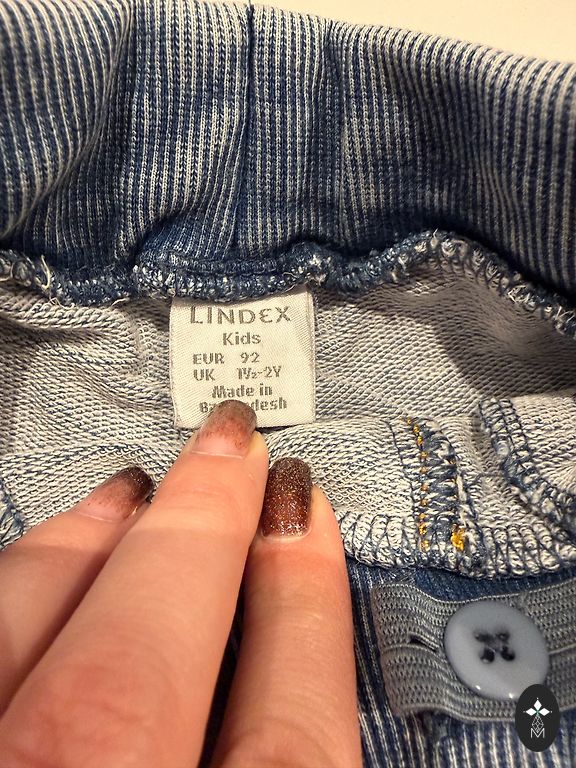 LINDEX
Kids
EUR 92
UK 1½-2Y
Made in
M